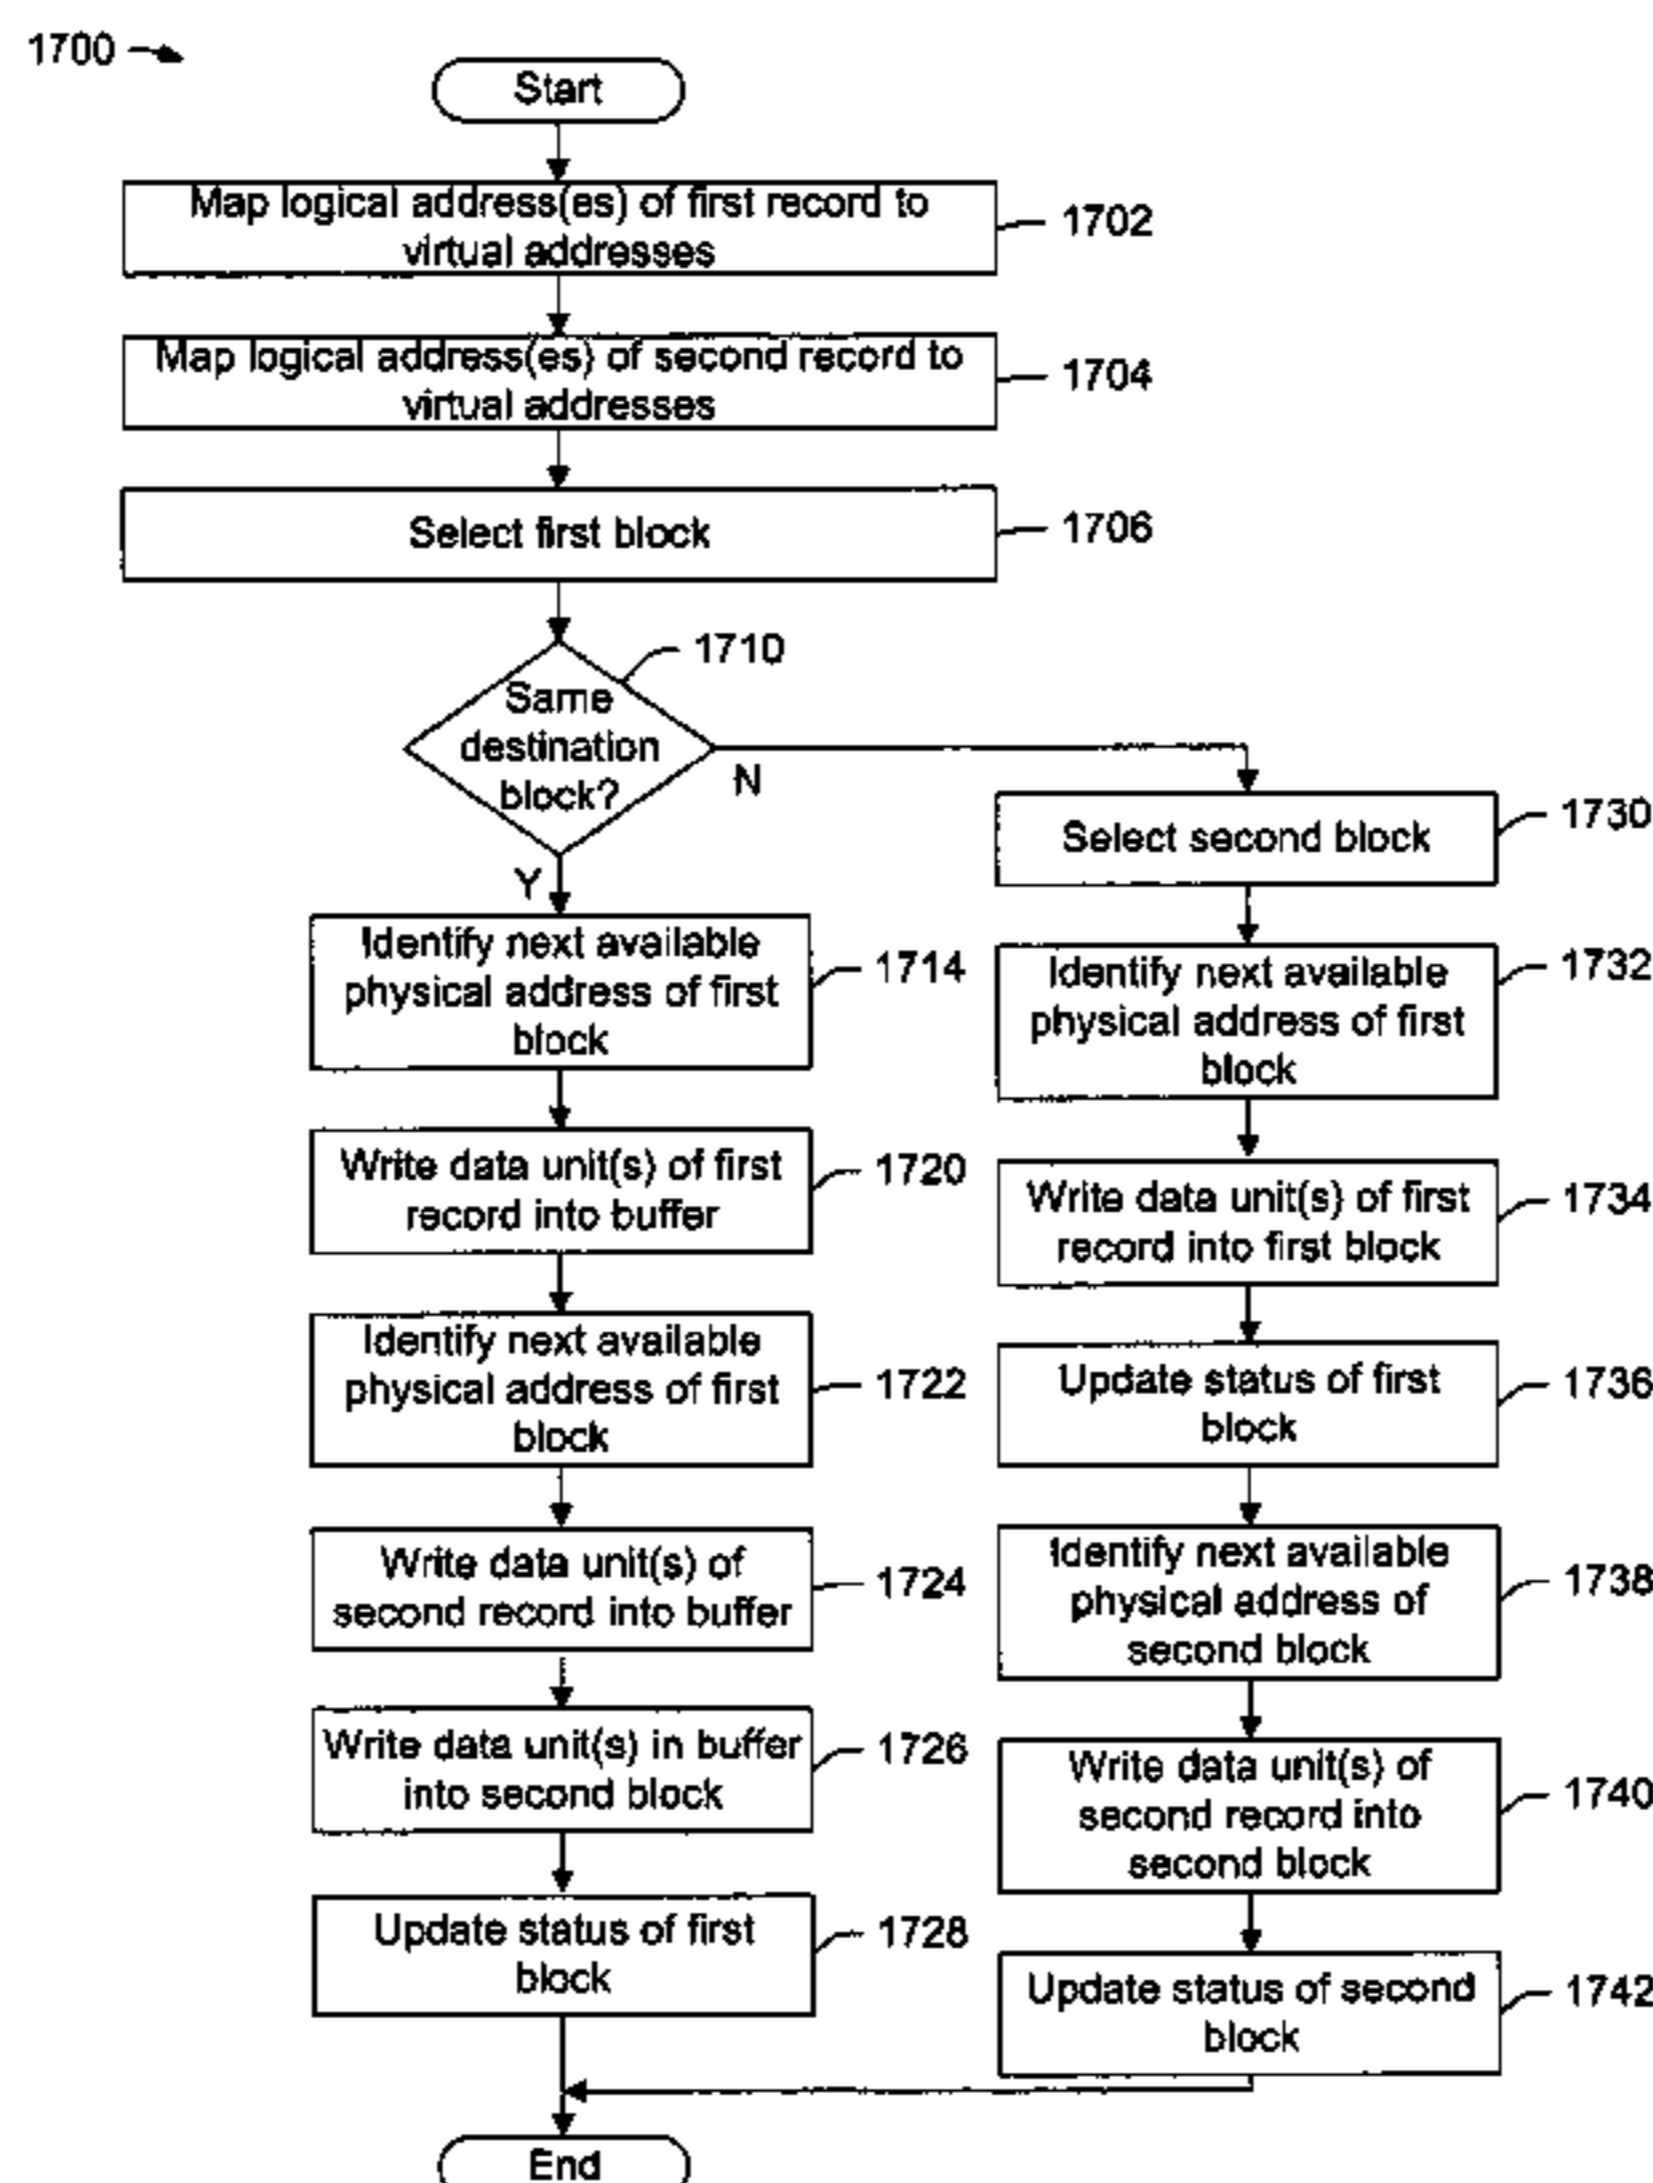 1700
Start
Map logical address(es) of first record to
virtual addresses
1702
Map logical address(es) of second record to
virtual addresses
1704
Select first block
1706
1710
Same
destination
block?
N
Y
Identify next available
physical address of first
block
1714
Write data unit(s) of first
record into buffer
1720
Identify next available
physical address of first
block
1722
Write data unit(s) of
second record into buffer
1724
Write data unit(s) in buffer
into second block
1726
Update status of first
block
1728
Select second block
1730
Identify next available
physical address of first
block
1732
Write data unit(s) of first
record into first block
1734
Update status of first
block
1736
Identify next available
physical address of
second block
1738
Write data unit(s) of
second record into
second block
1740
Update status of second
block
1742
End